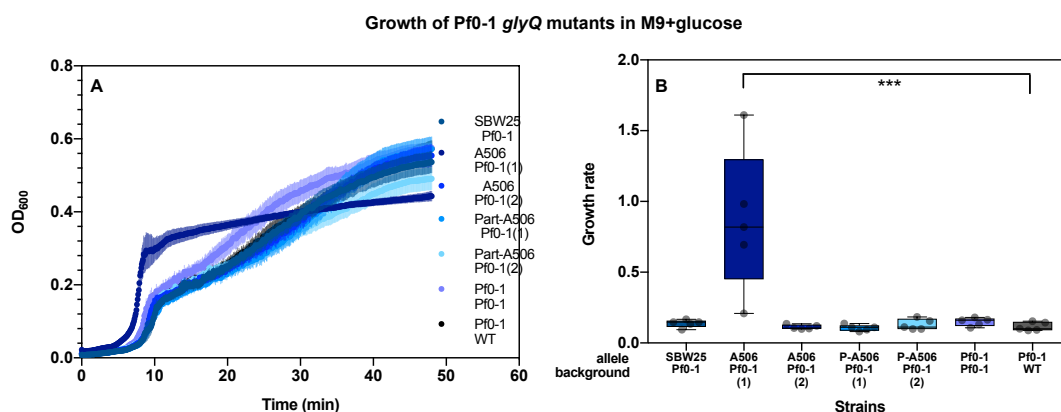 Growth of Pf0-1 glyQ mutants in M9+glucose
A
OD600
0.8
0.6
0.4
0.2
0.0
0
10
20
30
40
50
60
Time (min)
SBW25
Pf0-1
A506
Pf0-1(1)
A506
Pf0-1(2)
Part-A506
Pf0-1(1)
Part-A506
Pf0-1(2)
Pf0-1
Pf0-1
Pf0-1
WT
B
***
Growth rate
2.0
1.5
1.0
0.5
0.0
allele SBW25 A506 A506 P-A506 P-A506 Pf0-1 Pf0-1
background Pf0-1 Pf0-1 Pf0-1 Pf0-1 Pf0-1 Pf0-1 WT
(1) (2) (1) (2)
Strains